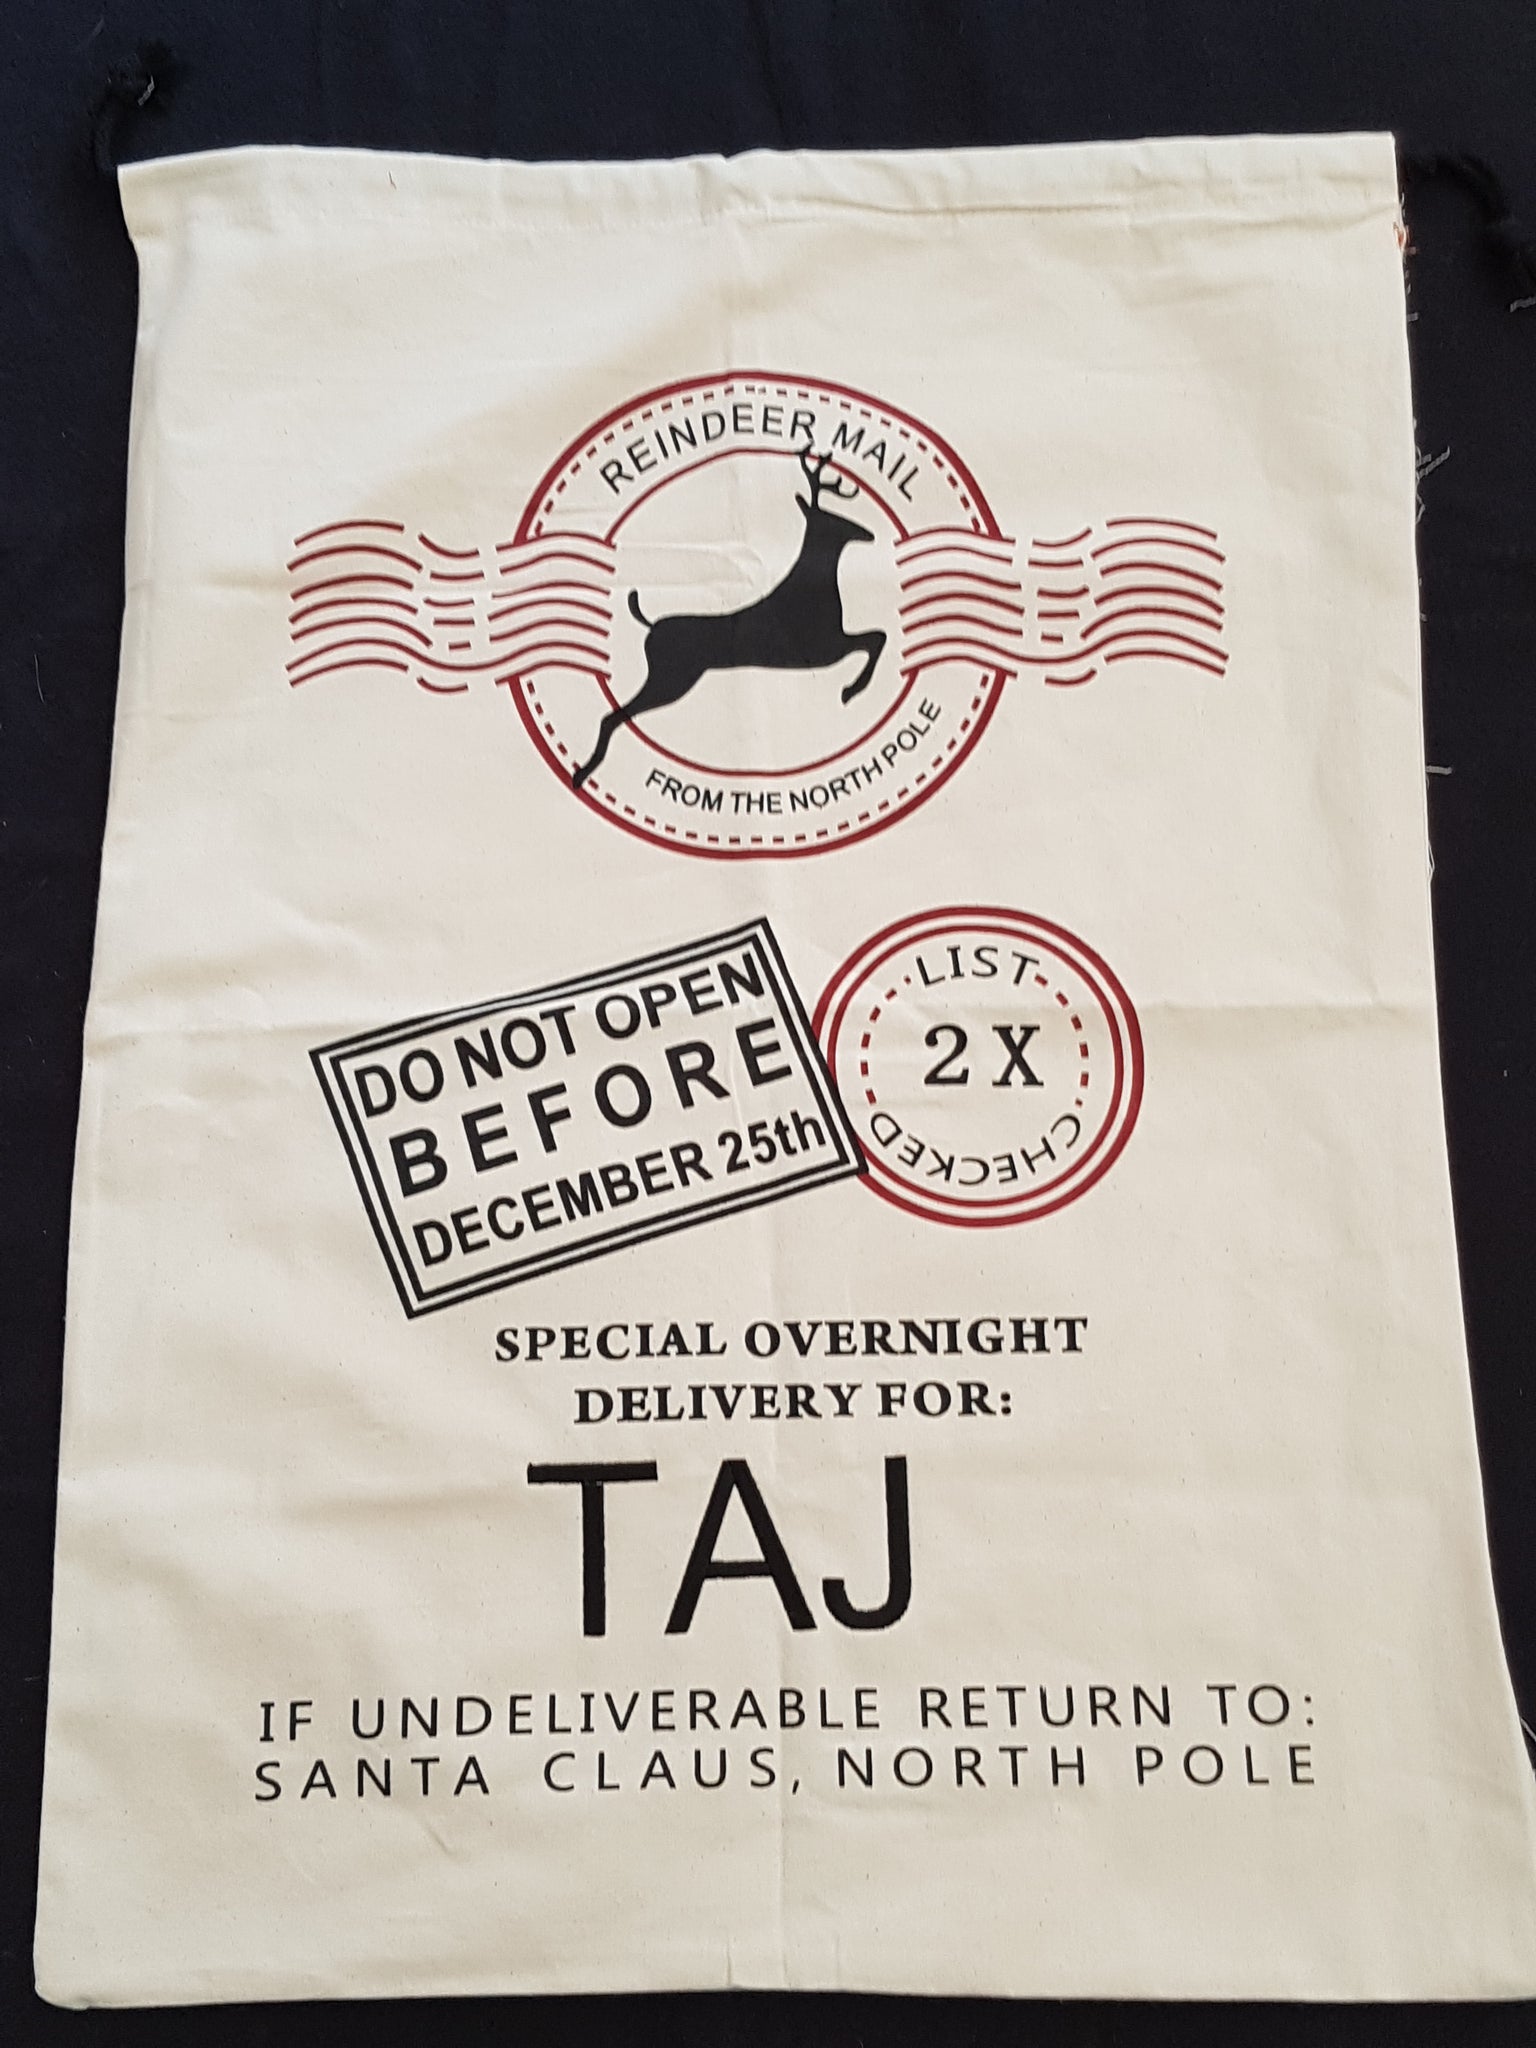 REINDEER MAIL
FROM THE NORTH POLE
DO NOT OPEN
BEFORE
DECEMBER 25th
LIST
2 X
CHECKED
SPECIAL OVERNIGHT
DELIVERY FOR:
TAJ
IF UNDELIVERABLE RETURN TO:
SANTA CLAUS, NORTH POLE